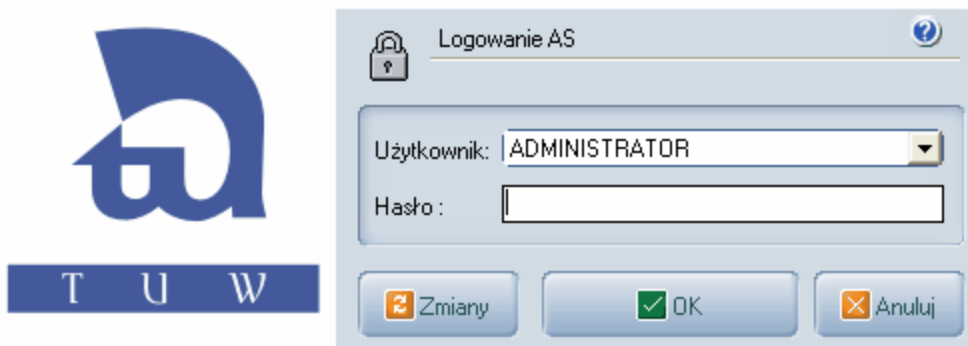 Logowanie AS
?
Użytkownik: ADMINISTRATOR
Hasło :
T U W
Zmiany
OK
Anuluj